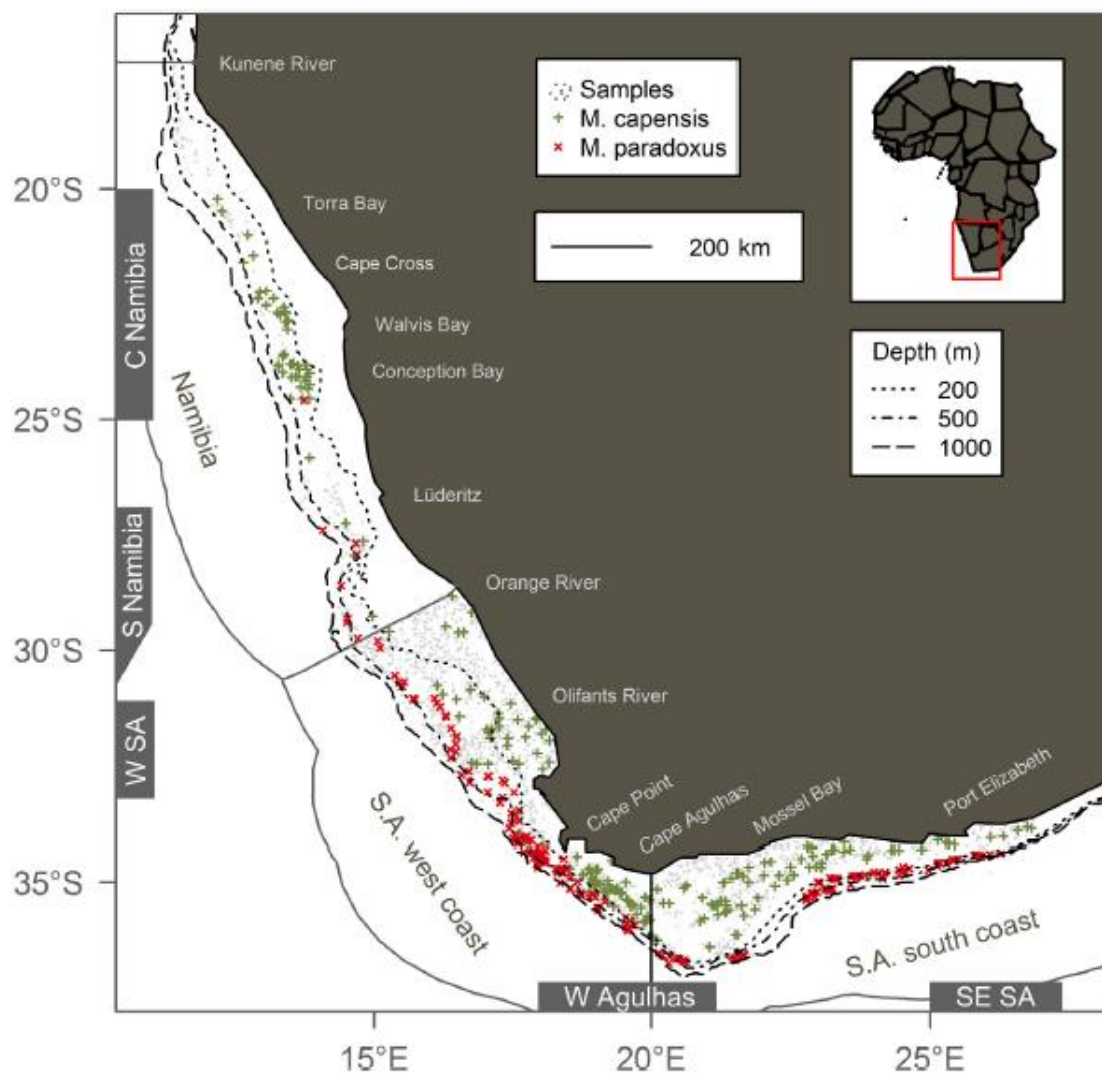 Kunene River
Samples
M. capensis
M. paradoxus
20°S
Torra Bay
200 km
Cape Cross
C Namibia
Walvis Bay
Depth (m)
Conception Bay
200
500
25°S
1000
Namibia
Lüderitz
S Namibia
Orange River
30°S
Olifants River
W SA
Cape Point
Cape Agulhas
Mossel Bay
Port Elizabeth
S.A. west coast
35°S
S.A. south coast
W Agulhas
SE SA
15°E
20°E
25°E